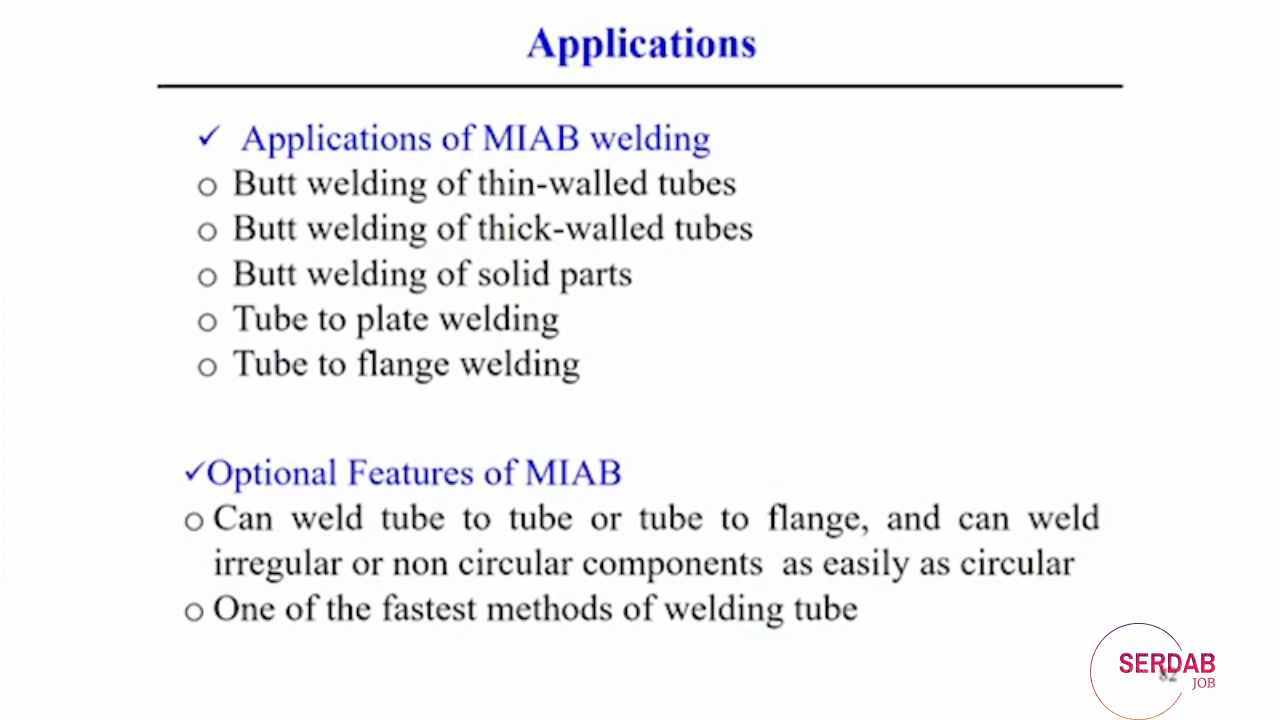 Applications
✓ Applications of MIAB welding
o Butt welding of thin-walled tubes
o Butt welding of thick-walled tubes
o Butt welding of solid parts
o Tube to plate welding
o Tube to flange welding
✓Optional Features of MIAB
o Can weld tube to tube or tube to flange, and can weld
irregular or non circular components as easily as circular
o One of the fastest methods of welding tube
SERDAB
82
JOB